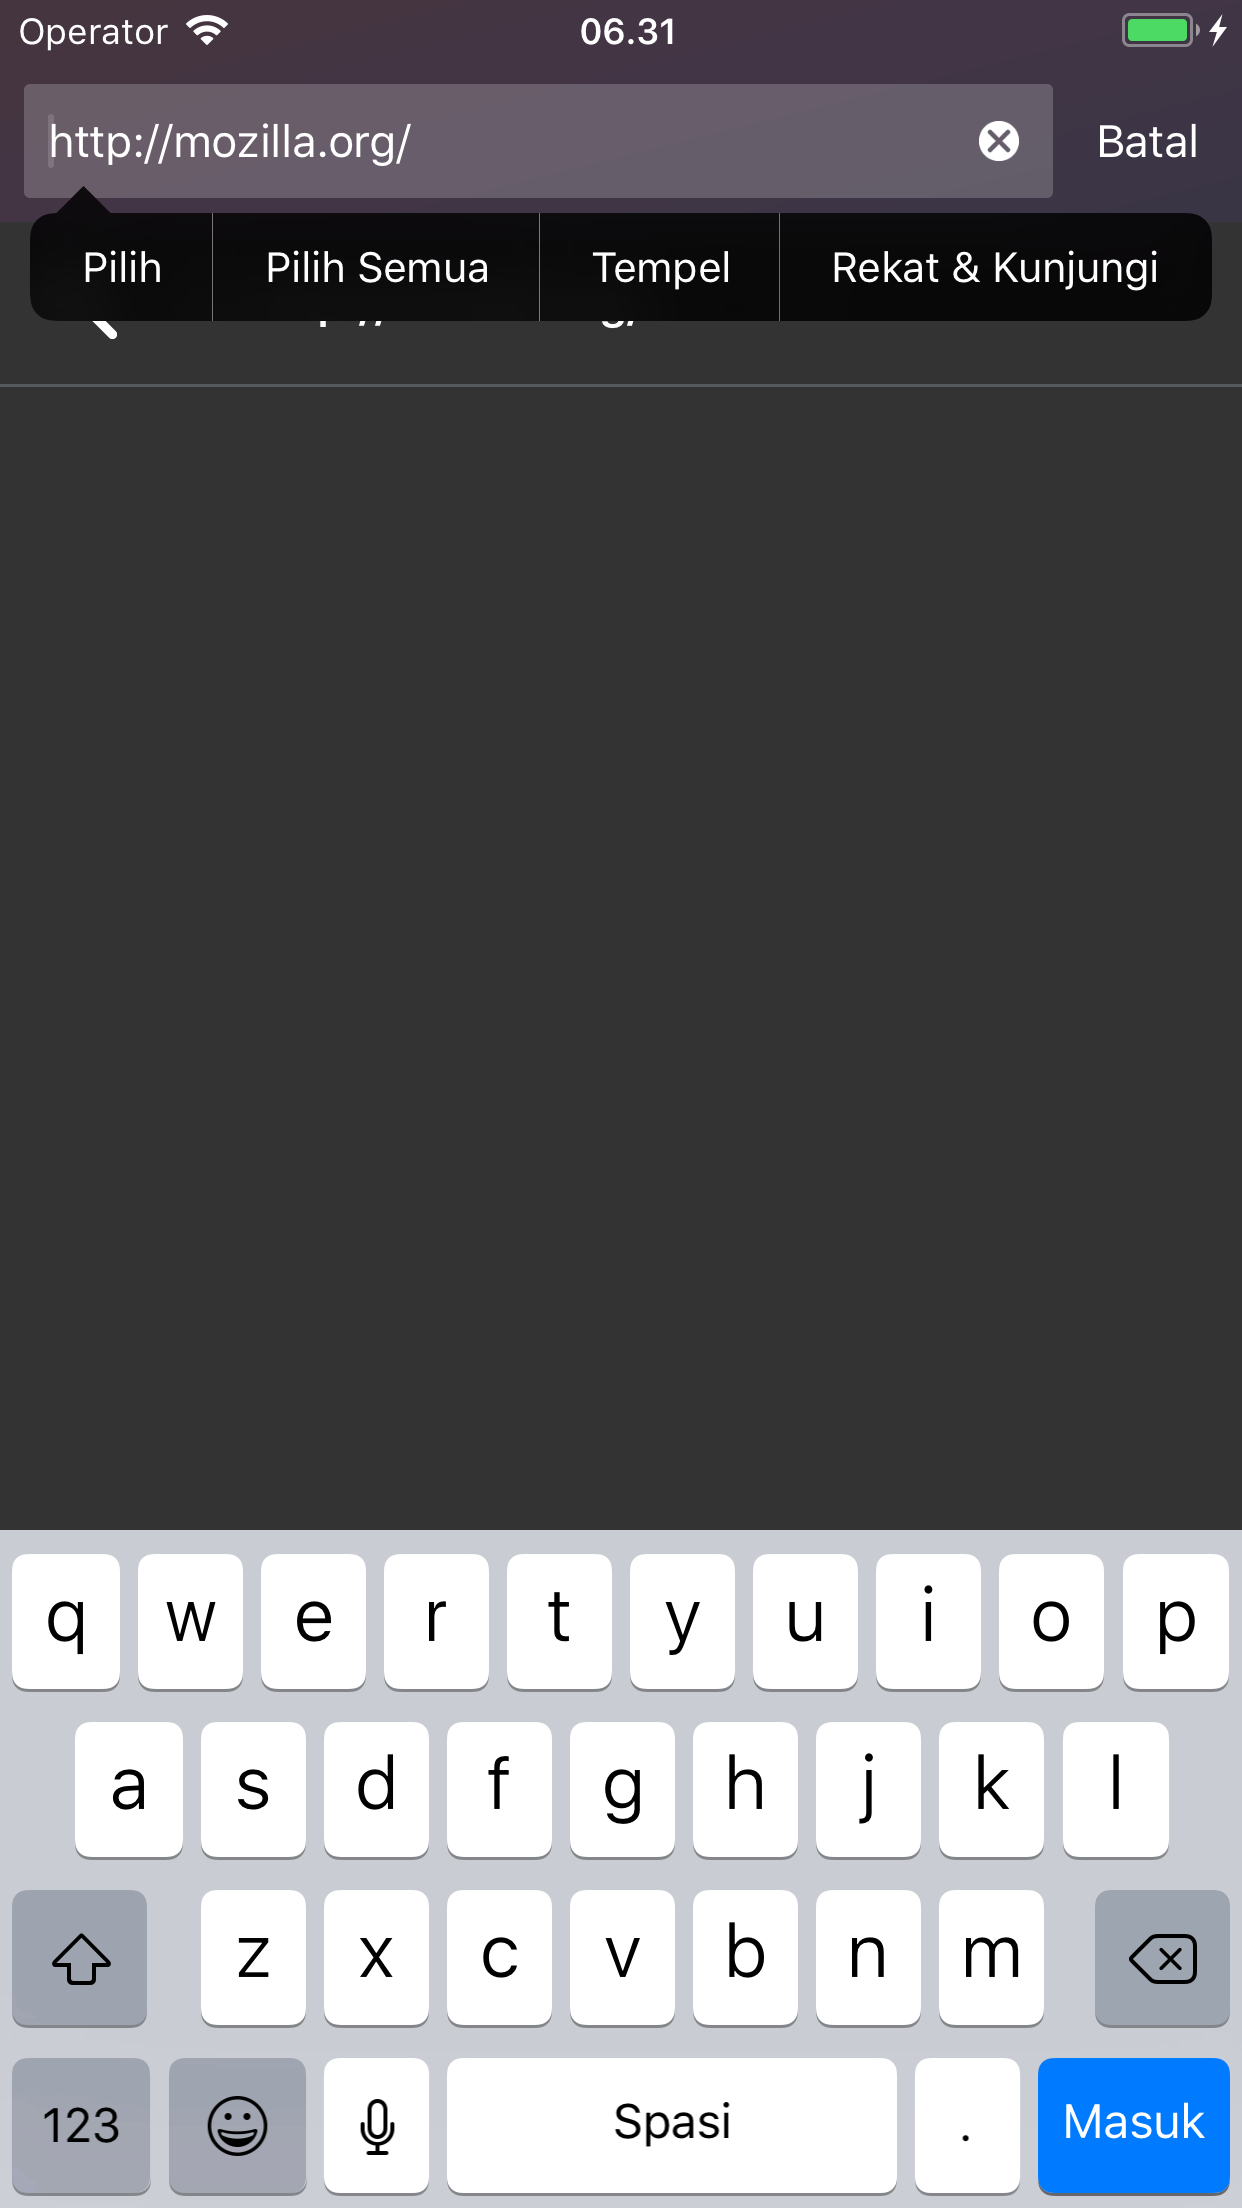 Operator 06.31
http://mozilla.org/ Batal
Pilih Pilih Semua Tempel Rekat & Kunjungi
q w e r t y u i o p
a s d f g h j k l
z x c v b n m
123 Spasi . Masuk